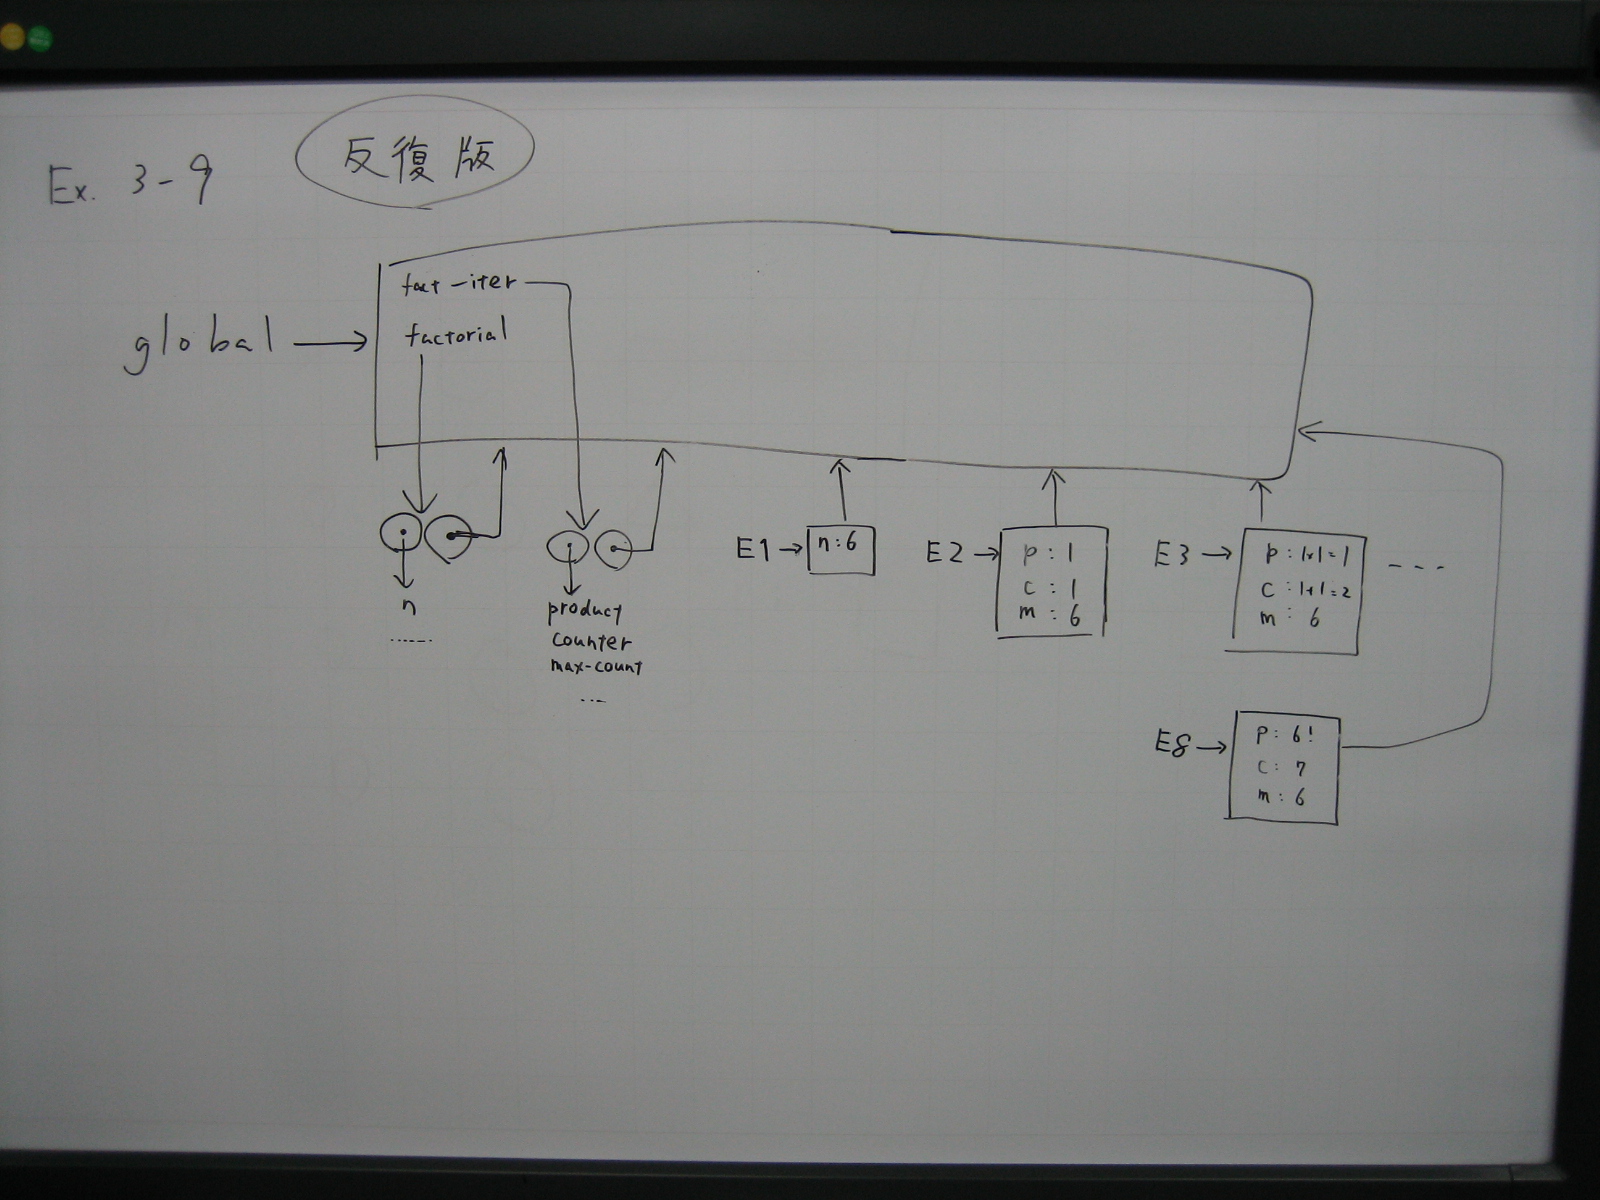 Ex. 3-9
反復版
global
fact-iter
factorial
n
......
product
counter
max-count
...
E1
n:6
E2
p:1
c:1
m:6
E3
p:1*1=1
c:1+1=2
m:6
----
E8
p:6!
c:7
m:6